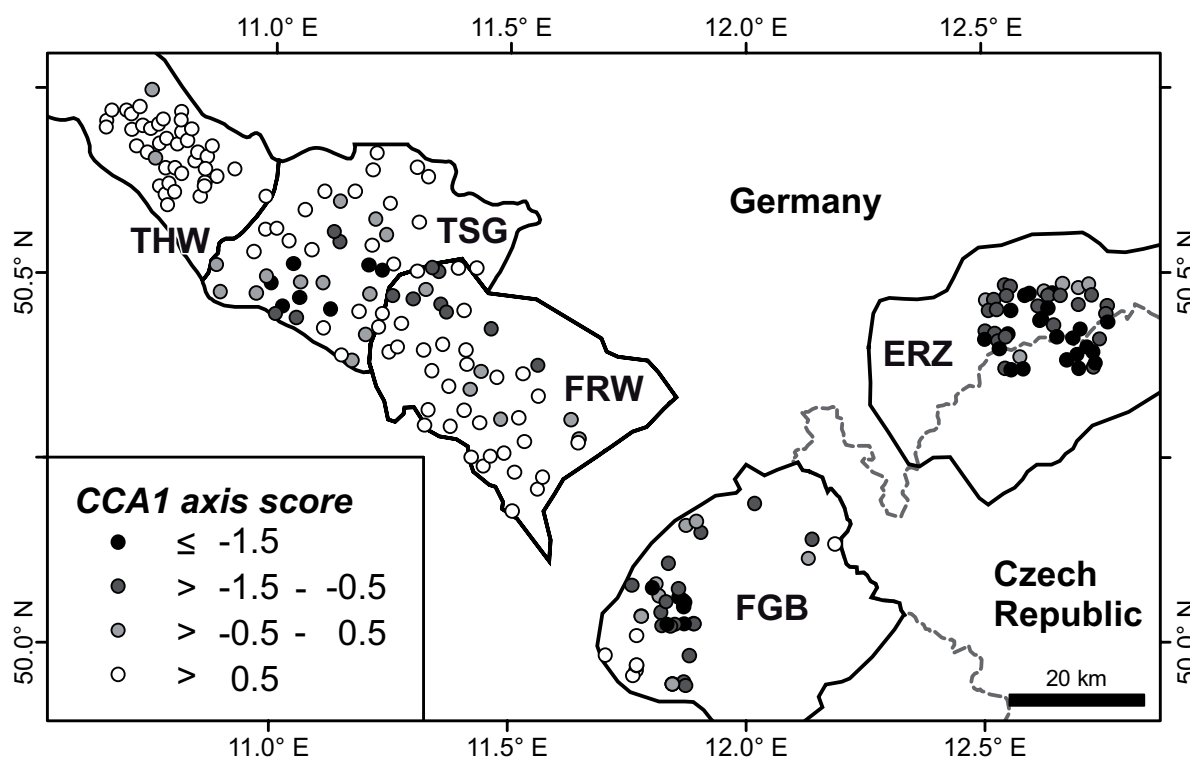 11.0° E 11.5° E 12.0° E 12.5° E
Germany
THW
TSG
50.5° N
50.5° N
ERZ
FRW
CCA1 axis score
≤ -1.5
> -1.5 - -0.5
> -0.5 - 0.5
> 0.5
Czech
Republic
FGB
50.0° N
50.0° N
20 km
11.0° E 11.5° E 12.0° E 12.5° E